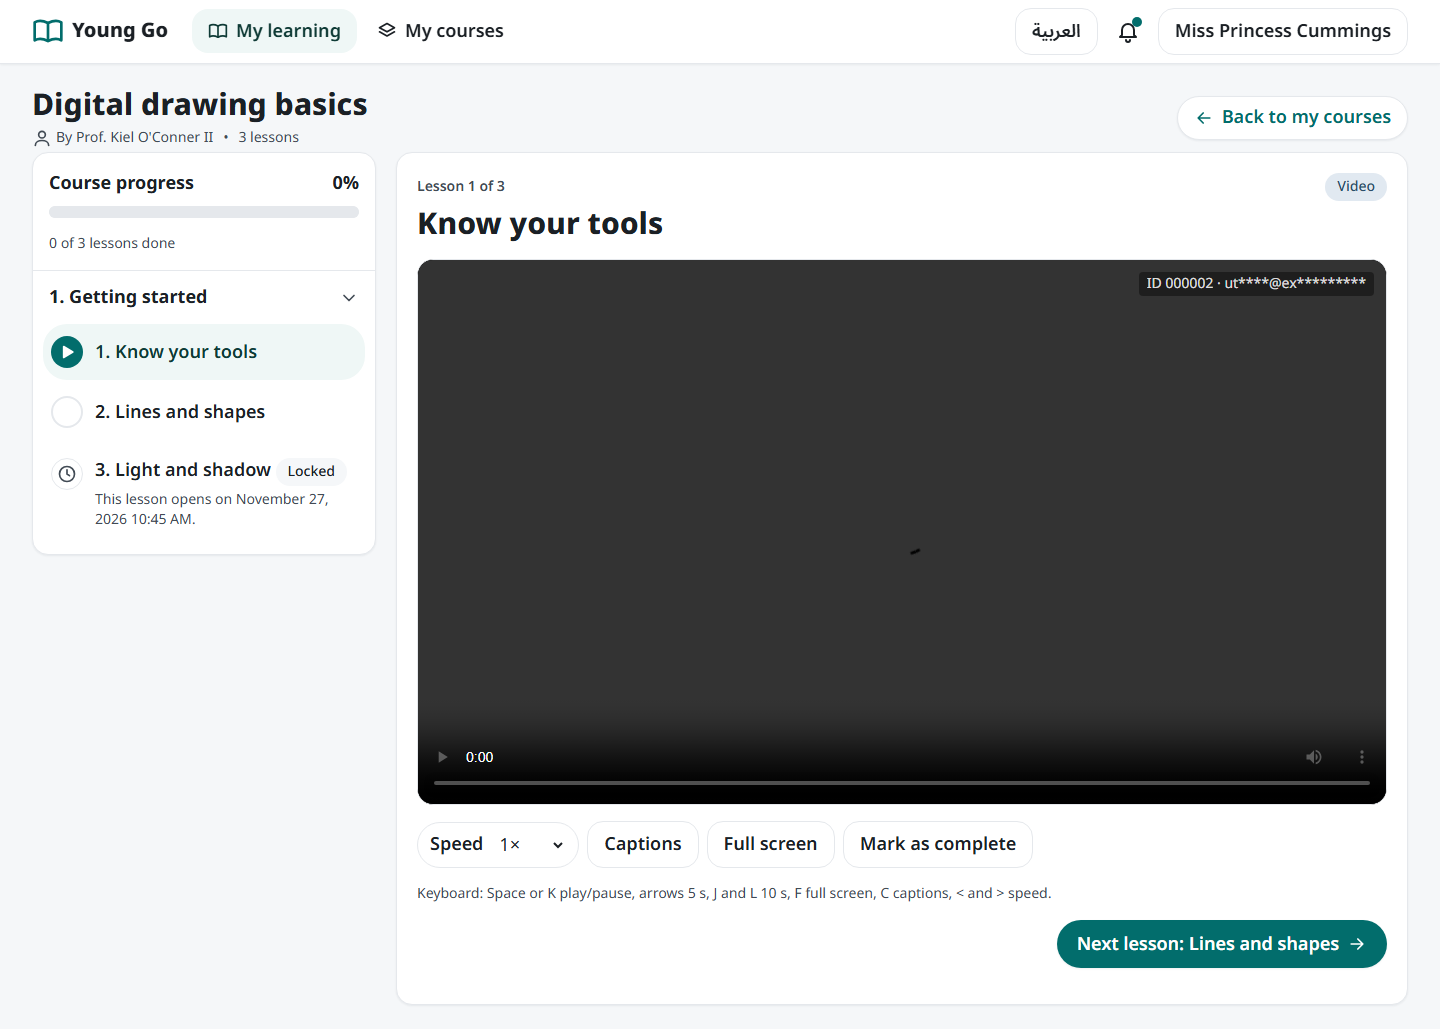 Young Go
My learning
My courses
العربية
Miss Princess Cummings
Digital drawing basics
By Prof. Kiel O'Conner II • 3 lessons
Back to my courses
Course progress 0%
0 of 3 lessons done
1. Getting started
1. Know your tools
2. Lines and shapes
3. Light and shadow Locked
This lesson opens on November 27,
2026 10:45 AM.
Lesson 1 of 3
Video
Know your tools
ID 000002 · ut****@ex*********
0:00
Speed 1×
Captions
Full screen
Mark as complete
Keyboard: Space or K play/pause, arrows 5 s, J and L 10 s, F full screen, C captions, < and > speed.
Next lesson: Lines and shapes